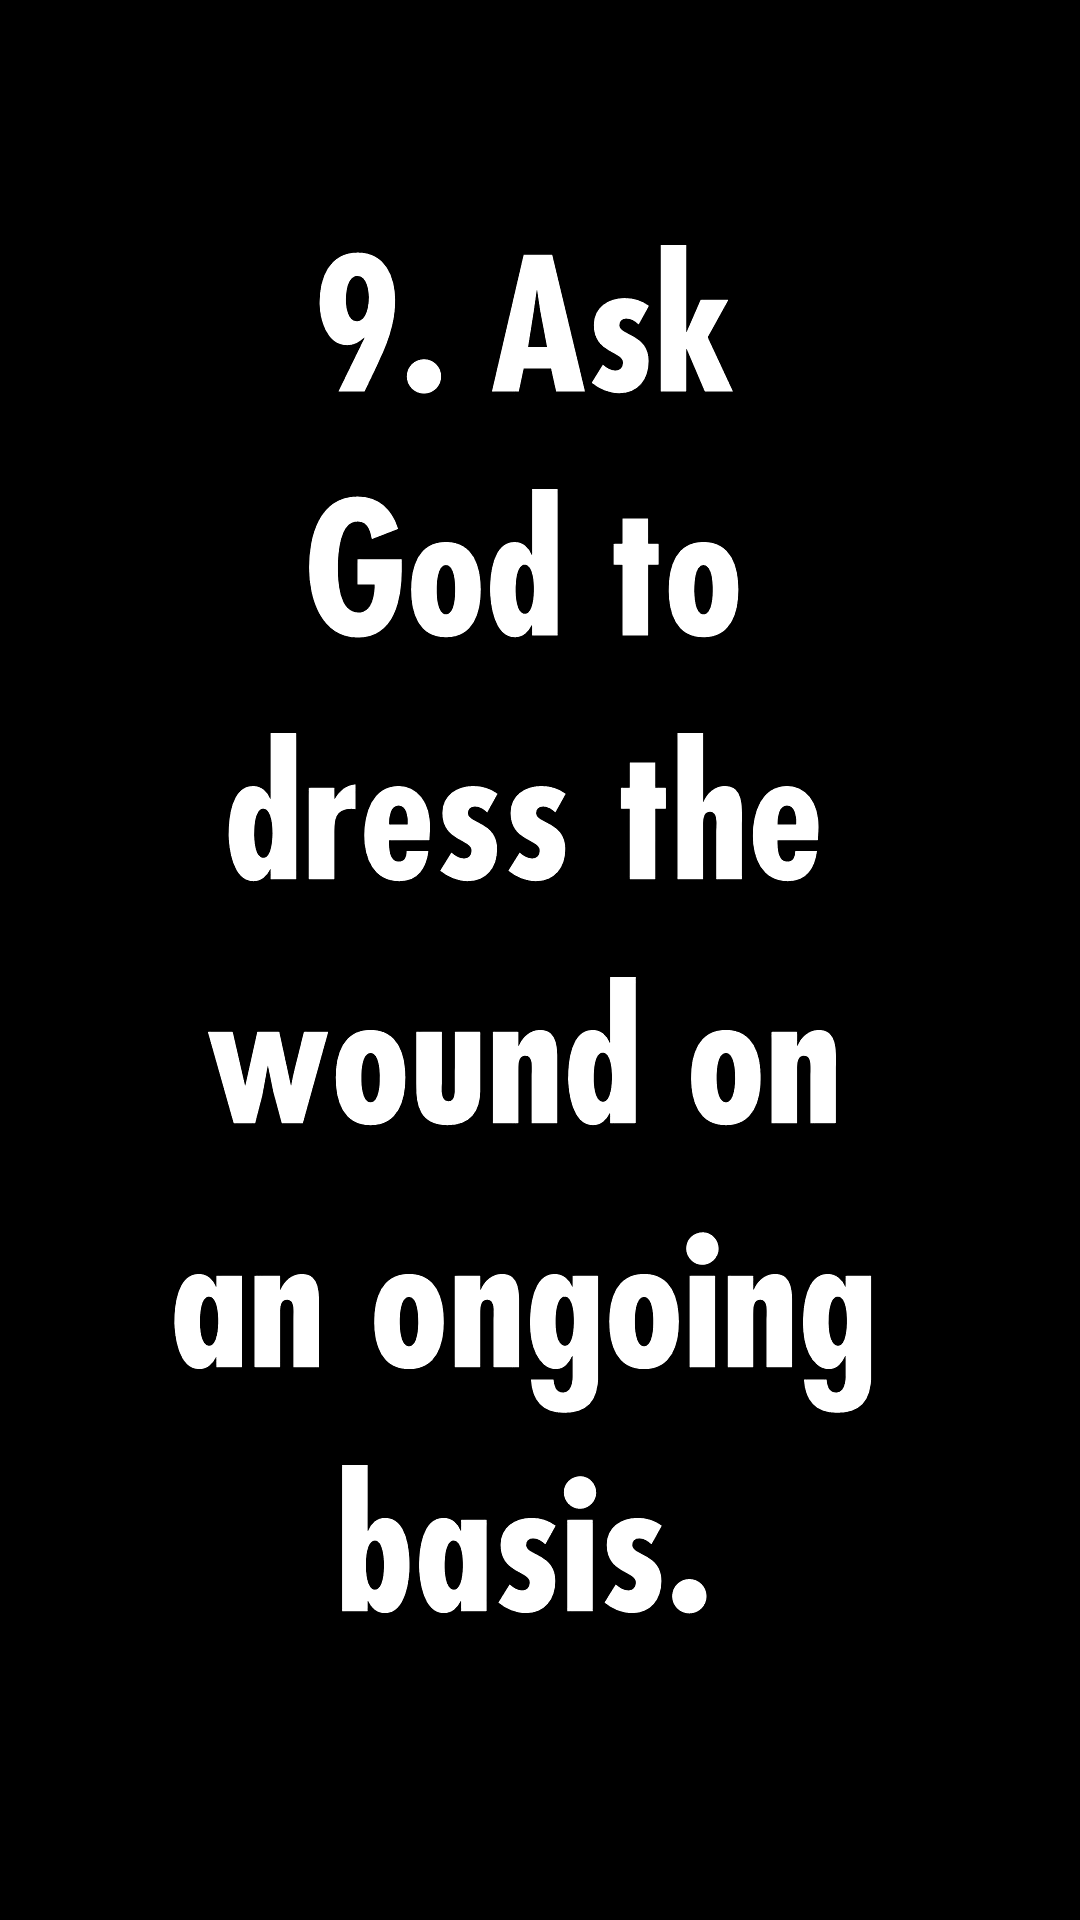 9. Ask
God to
dress the
wound on
an ongoing
basis.